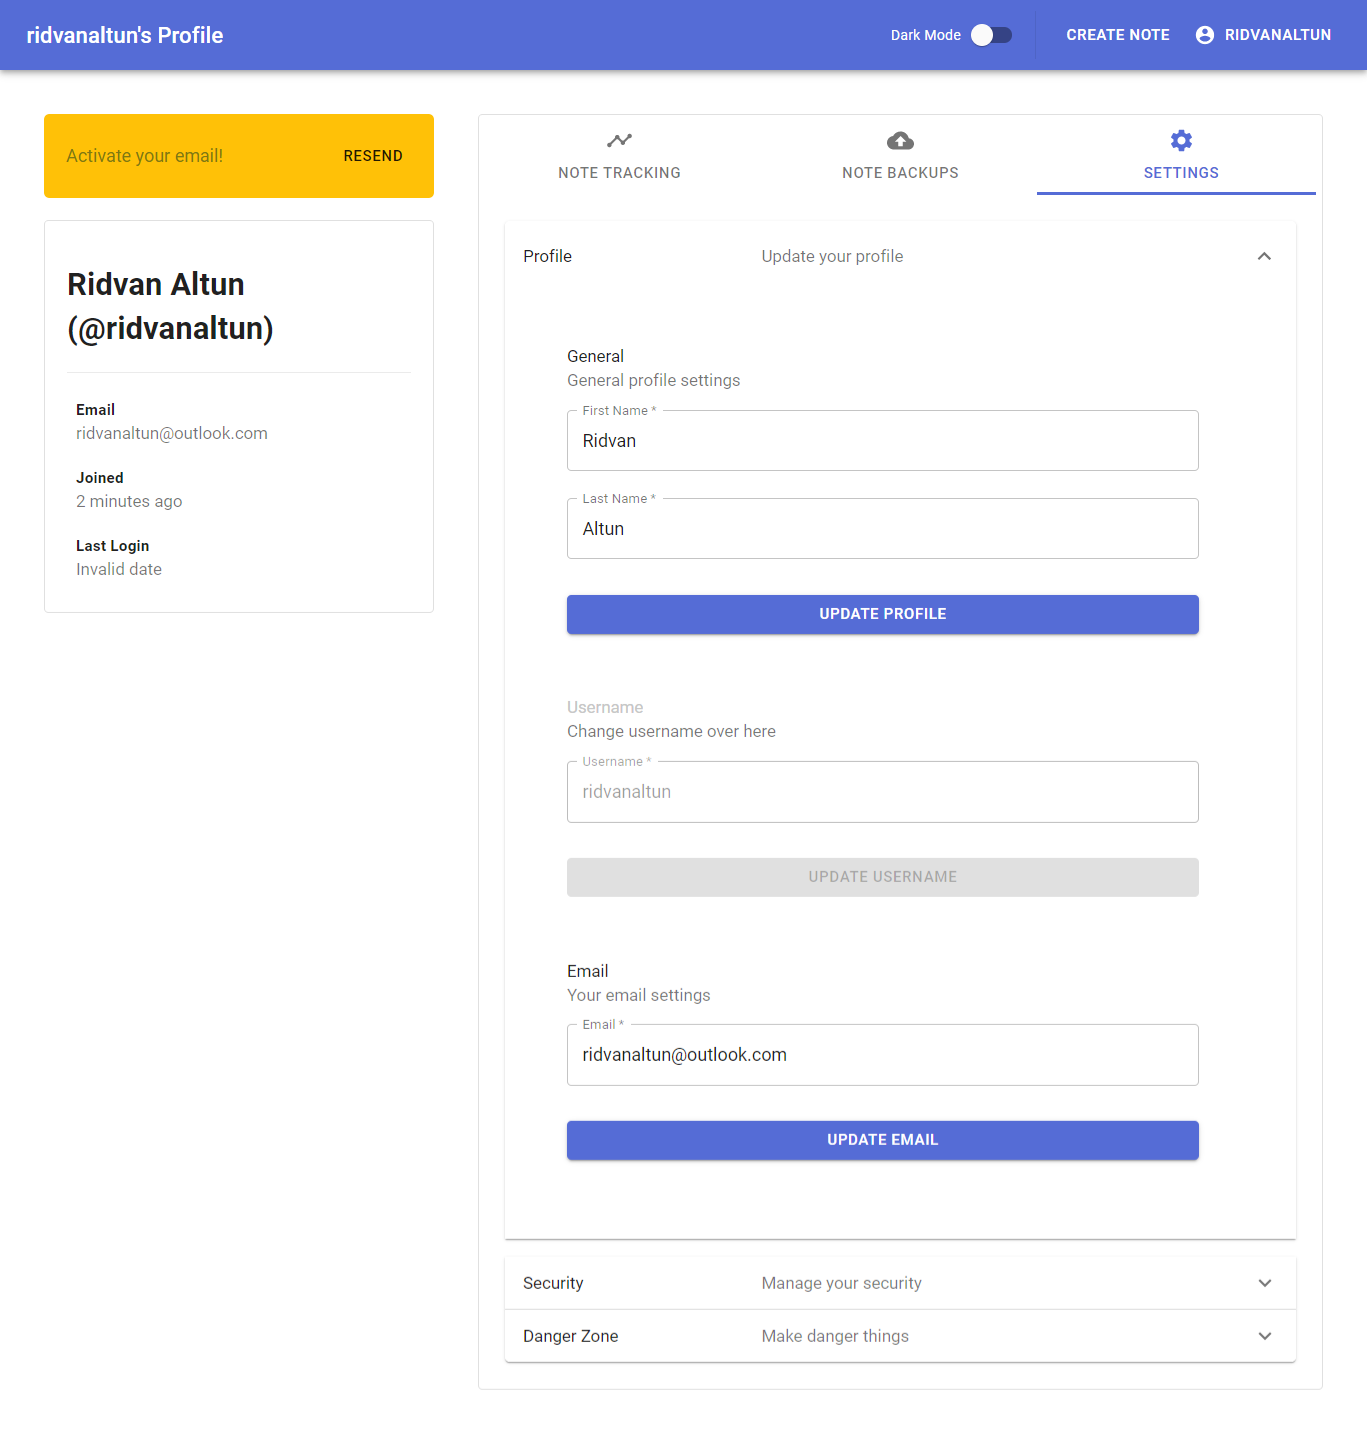 ridvanaltun's Profile
Dark Mode
CREATE NOTE
RIDVANALTUN
Activate your email!
RESEND
Ridvan Altun
(@ridvanaltun)
Email
ridvanaltun@outlook.com
Joined
2 minutes ago
Last Login
Invalid date
NOTE TRACKING
NOTE BACKUPS
SETTINGS
Profile
Update your profile
General
General profile settings
First Name *
Ridvan
Last Name *
Altun
UPDATE PROFILE
Username
Change username over here
Username *
ridvanaltun
UPDATE USERNAME
Email
Your email settings
Email *
ridvanaltun@outlook.com
UPDATE EMAIL
Security
Manage your security
Danger Zone
Make danger things